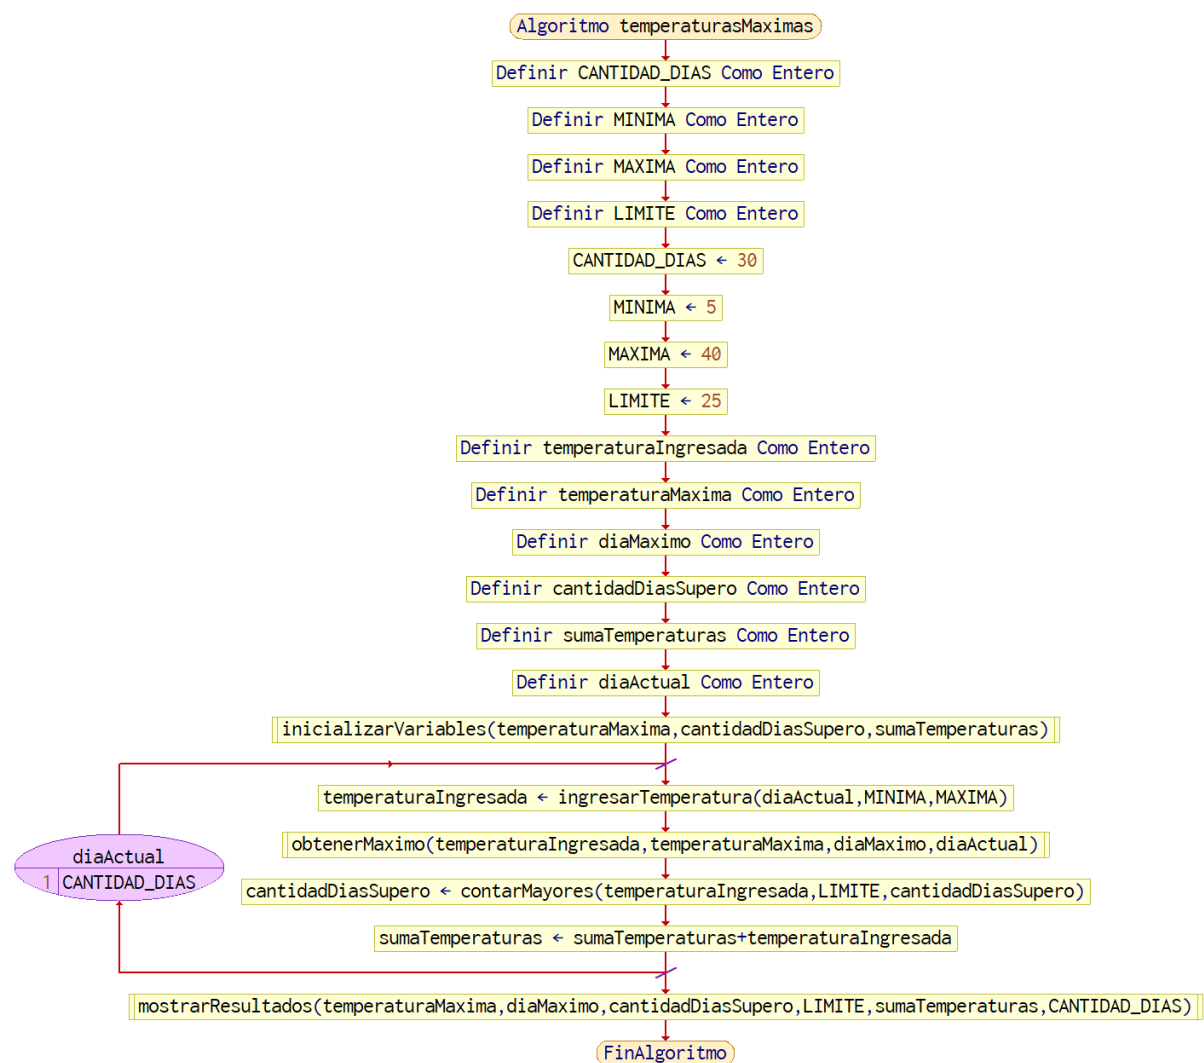 Algoritmo temperaturasMaximas
Definir CANTIDAD_DIAS Como Entero
Definir MINIMA Como Entero
Definir MAXIMA Como Entero
Definir LIMITE Como Entero
CANTIDAD_DIAS ← 30
MINIMA ← 5
MAXIMA ← 40
LIMITE ← 25
Definir temperaturaIngresada Como Entero
Definir temperaturaMaxima Como Entero
Definir diaMaximo Como Entero
Definir cantidadDiasSupero Como Entero
Definir sumaTemperaturas Como Entero
Definir diaActual Como Entero
inicializarVariables(temperaturaMaxima,cantidadDiasSupero,sumaTemperaturas)
diaActual
1 CANTIDAD_DIAS
temperaturaIngresada ← ingresarTemperatura(diaActual,MINIMA,MAXIMA)
obtenerMaximo(temperaturaIngresada,temperaturaMaxima,diaMaximo,diaActual)
cantidadDiasSupero ← contarMayores(temperaturaIngresada,LIMITE,cantidadDiasSupero)
sumaTemperaturas ← sumaTemperaturas+temperaturaIngresada
mostrarResultados(temperaturaMaxima,diaMaximo,cantidadDiasSupero,LIMITE,sumaTemperaturas,CANTIDAD_DIAS)
FinAlgoritmo